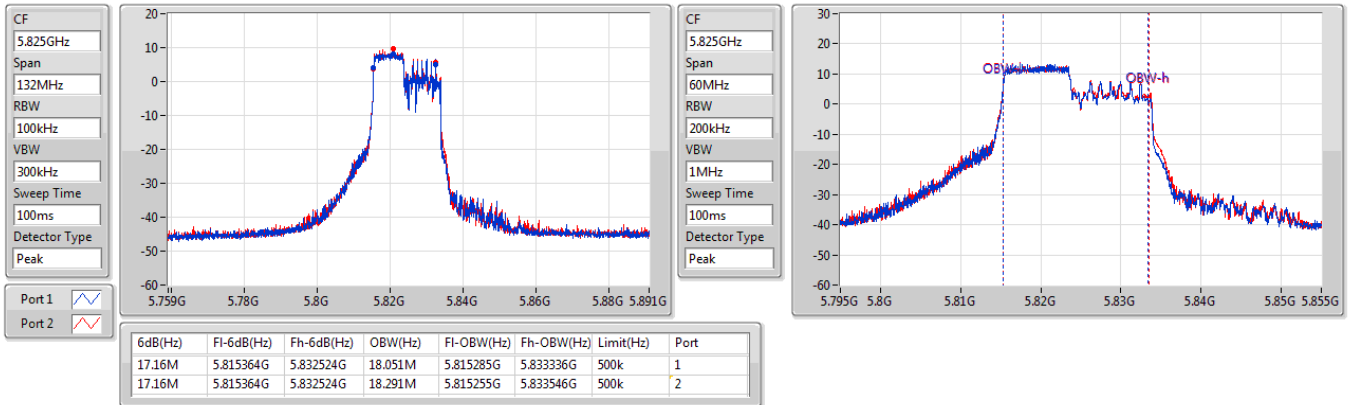 CF
5.825GHz
Span
132MHz
RBW
100kHz
VBW
300kHz
Sweep Time
100ms
Detector Type
Peak
Port 1
Port 2
20
10
0
-10
-20
-30
-40
-50
-60
5.759G 5.78G 5.8G 5.82G 5.84G 5.86G 5.88G 5.891G
CF
5.825GHz
Span
60MHz
RBW
200kHz
VBW
1MHz
Sweep Time
100ms
Detector Type
Peak
30
20
10
0
-10
-20
-30
-40
-50
-60
OBW-h
5.795G 5.8G 5.81G 5.82G 5.83G 5.84G 5.85G 5.855G
6dB(Hz) Fl-6dB(Hz) Fh-6dB(Hz) OBW(Hz) Fl-OBW(Hz) Fh-OBW(Hz) Limit(Hz) Port
17.16M 5.815364G 5.832524G 18.051M 5.815285G 5.833336G 500k 1
17.16M 5.815364G 5.832524G 18.291M 5.815255G 5.833546G 500k 2